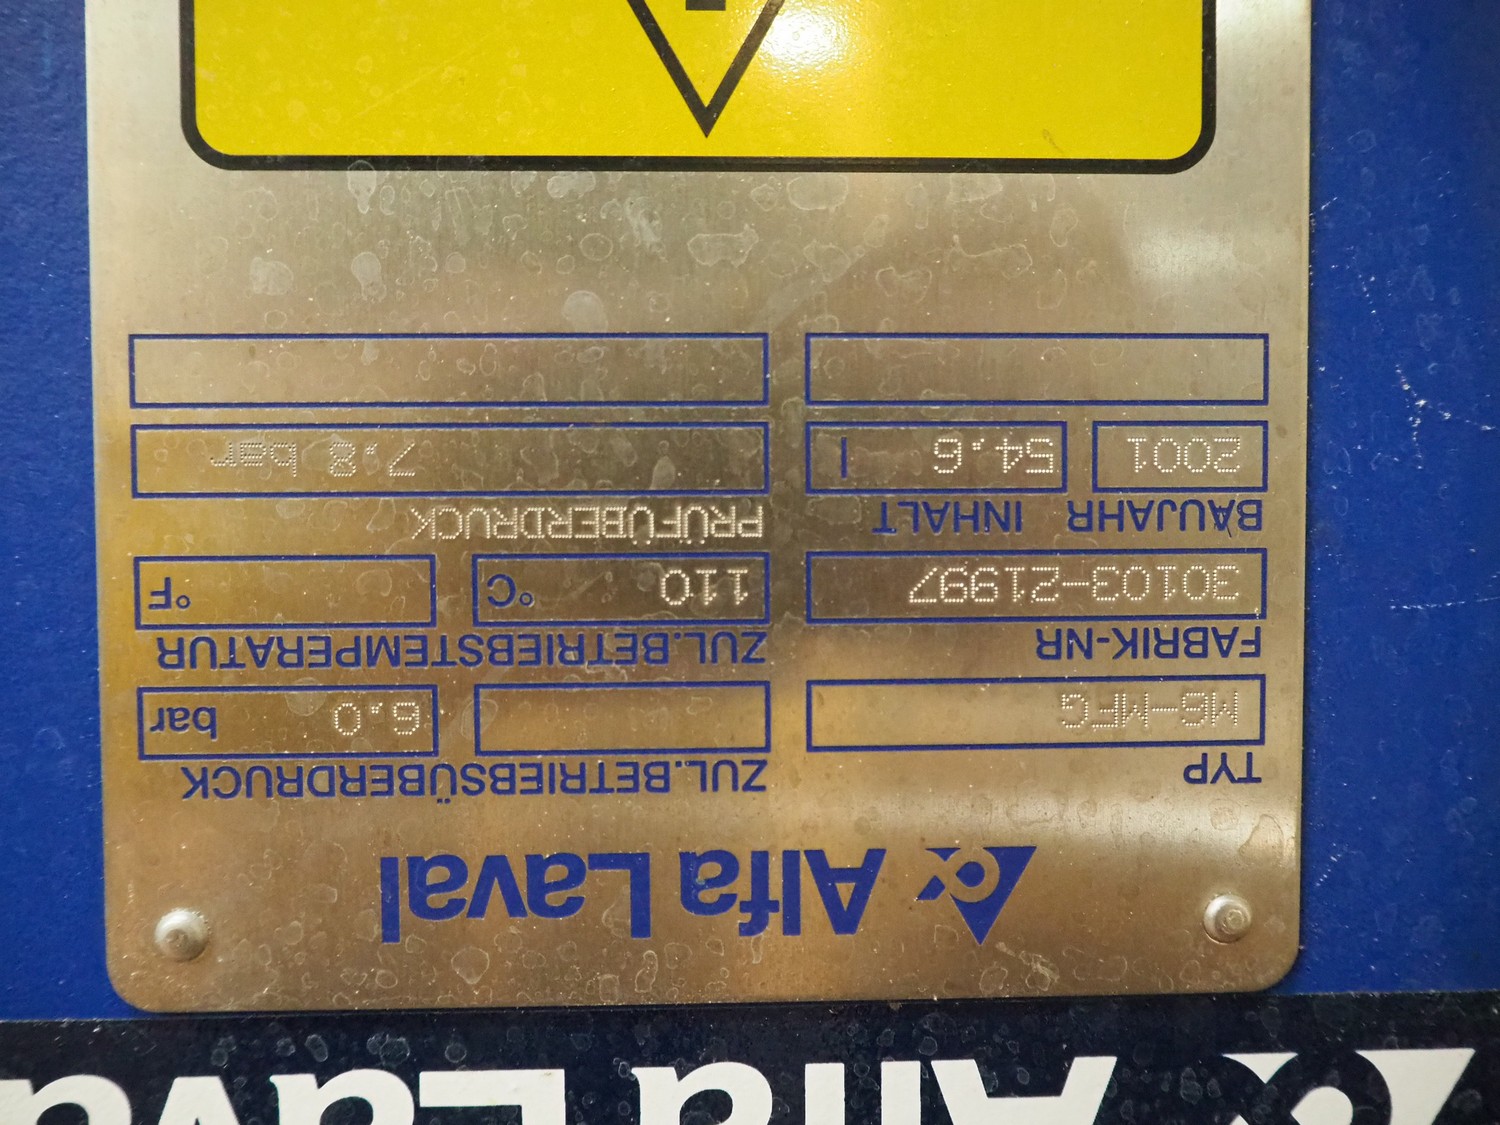 Alfa Lava
Alfa Laval
TYP ZUL.BETRIEBSÜBERDRUCK
M6-MFG 6,0 bar
FABRIK-NR ZUL.BETRIEBSTEMPERATUR
30103-21997 110 °C °F
BAUJAHR INHALT PRÜFÜBERDRUCK
2001 54,6 l 7,8 bar